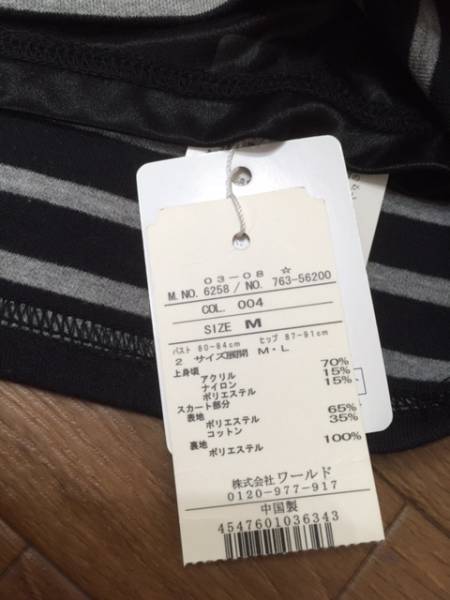 03-08 ☆
M.NO. 6258 / NO. 763-56200
COL. 004
SIZE M
バスト 80-84cm ヒップ 87-91cm
2 サイズ展開 M・L
上身頃
アクリル 70%
ナイロン 15%
ポリエステル 15%
スカート部分
表地
ポリエステル 65%
コットン 35%
裏地
ポリエステル 100%
株式会社 ワールド
0120-977-917
中国製
4547601036343